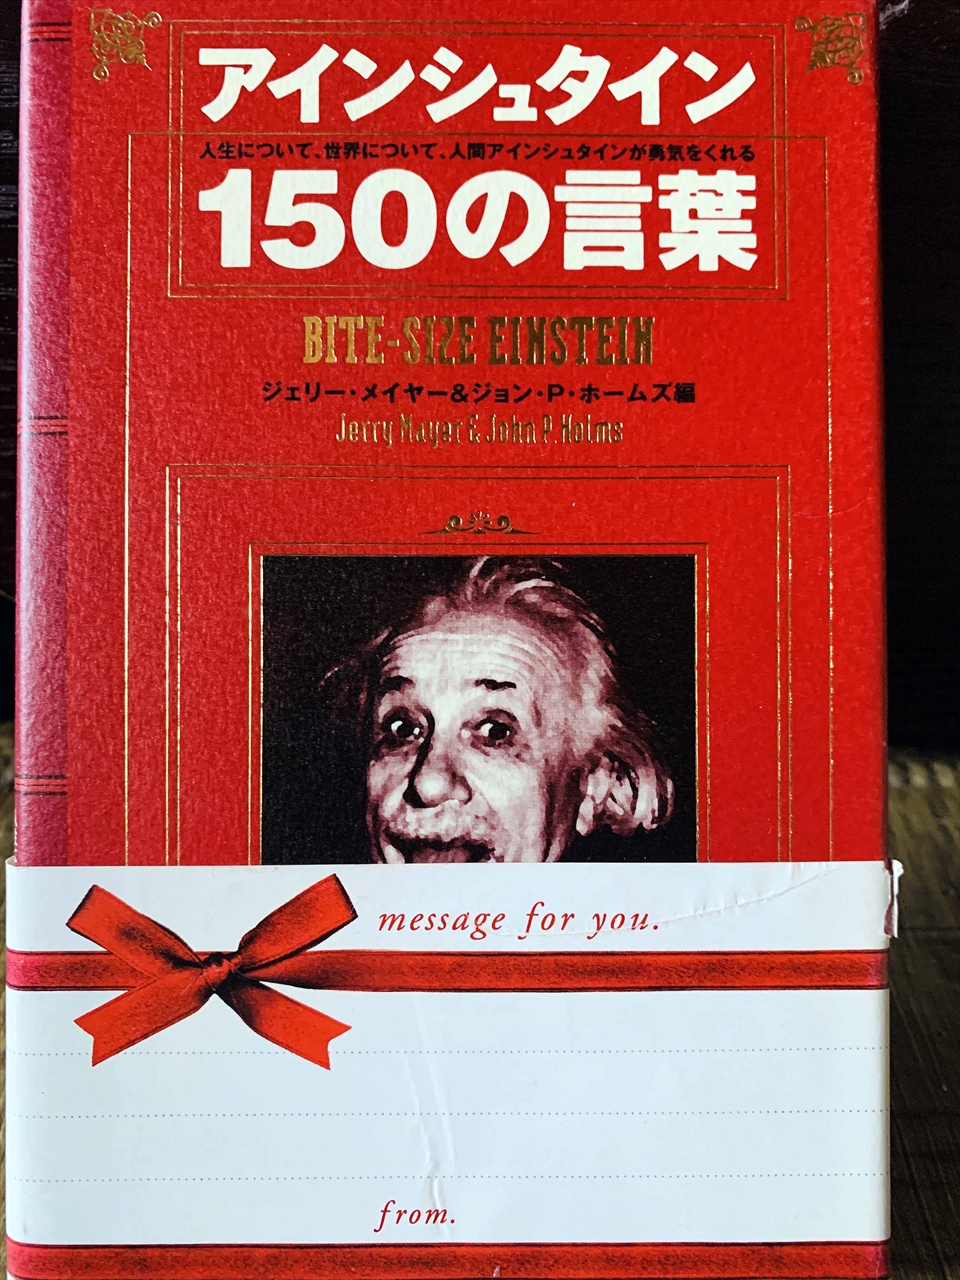 アインシュタイン
人生について、世界について、人間アインシュタインが勇気をくれる
150の言葉
BITE-SIZE EINSTEIN
ジェリー・メイヤー&ジョン・P・ホームズ編
Jerry Mayer & John P. Holms
message for you.
from.